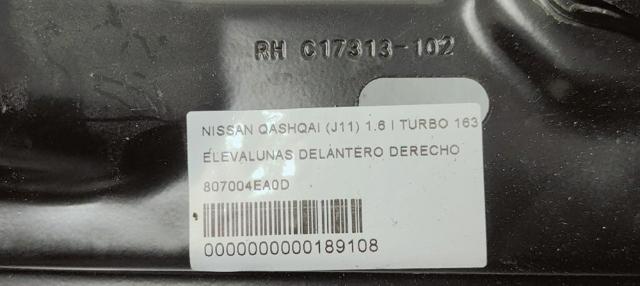 RH C17313-102
NISSAN QASHQAI (J11) 1.6 I TURBO 163
ELEVALUNAS DELANTERO DERECHO
807004EA0D
0000000000189108